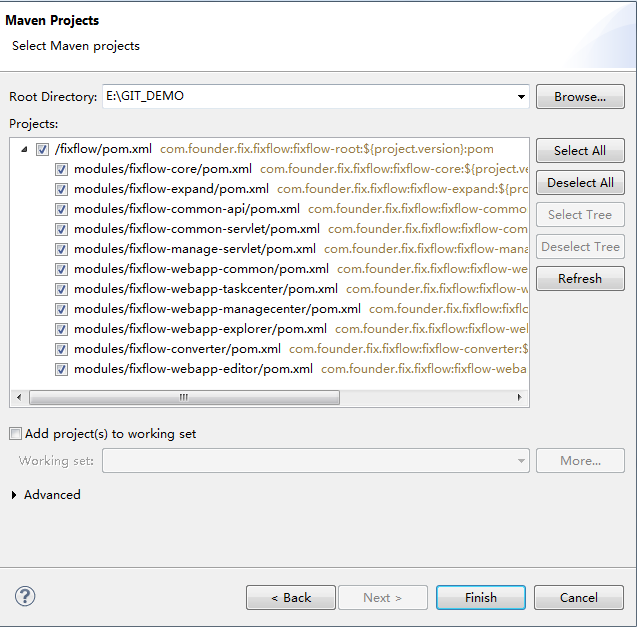 Maven Projects
Select Maven projects
Root Directory: E:\GIT_DEMO Browse...
Projects:
/fixflow/pom.xml com.founder.fix.fixflow:fixflow-root:${project.version}:pom Select All
modules/fixflow-core/pom.xml com.founder.fix.fixflow:fixflow-core:${project.ve
modules/fixflow-expand/pom.xml com.founder.fix.fixflow:fixflow-expand:${prc Deselect All
modules/fixflow-common-api/pom.xml com.founder.fix.fixflow:fixflow-commo Select Tree
modules/fixflow-common-servlet/pom.xml com.founder.fix.fixflow:fixflow-com
modules/fixflow-manage-servlet/pom.xml com.founder.fix.fixflow:fixflow-mana Deselect Tree
modules/fixflow-webapp-common/pom.xml com.founder.fix.fixflow:fixflow-we Refresh
modules/fixflow-webapp-taskcenter/pom.xml com.founder.fix.fixflow:fixflow-w
modules/fixflow-webapp-managecenter/pom.xml com.founder.fix.fixflow:fixflc
modules/fixflow-webapp-explorer/pom.xml com.founder.fix.fixflow:fixflow-wel
modules/fixflow-converter/pom.xml com.founder.fix.fixflow:fixflow-converter:$
modules/fixflow-webapp-editor/pom.xml com.founder.fix.fixflow:fixflow-weba
Add project(s) to working set
Working set: More...
Advanced
? < Back Next > Finish Cancel